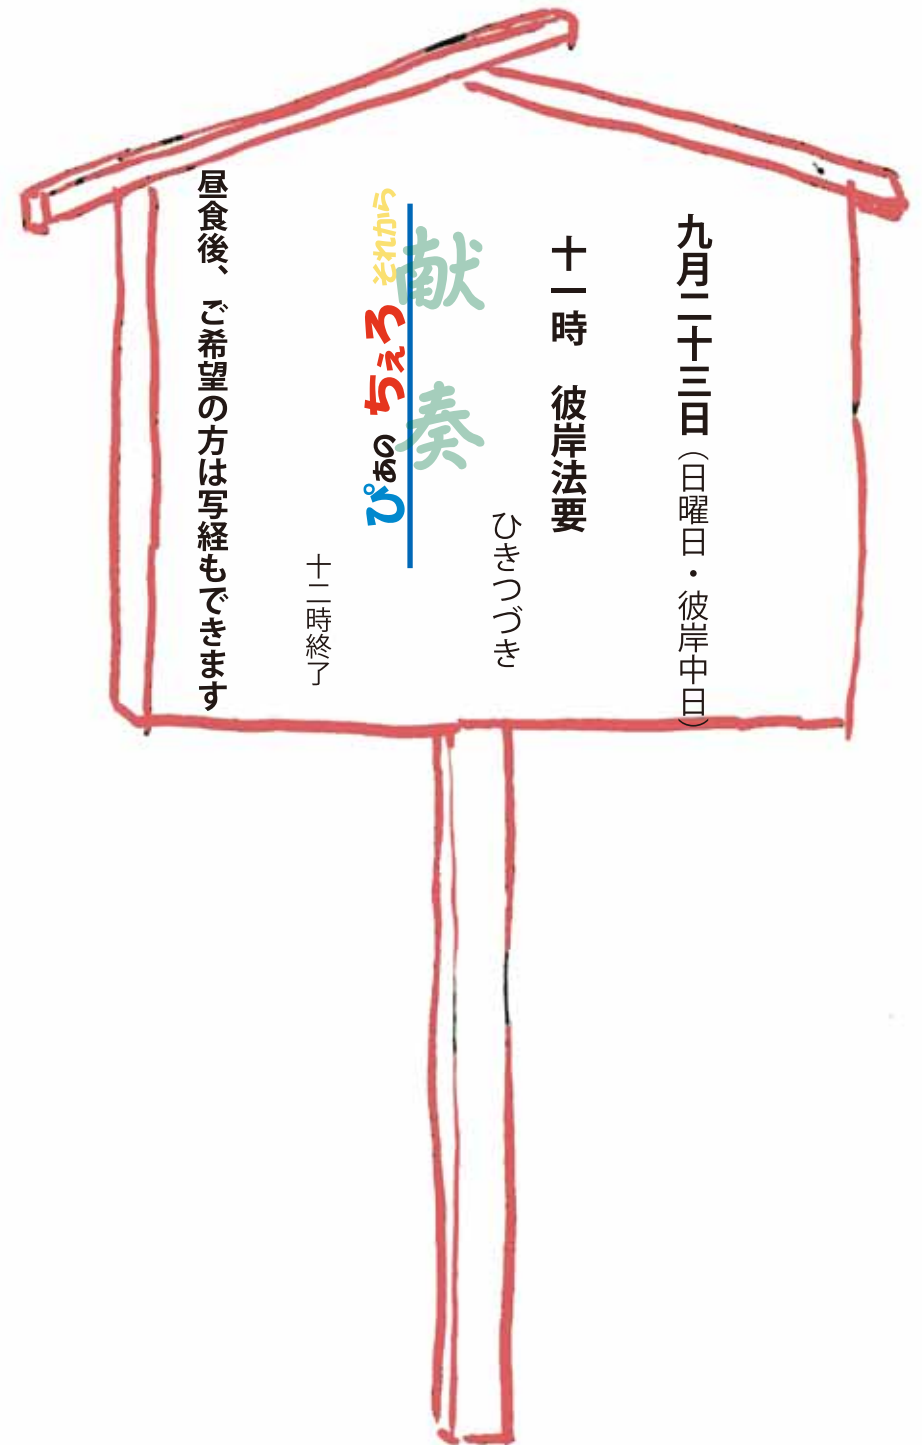 九月二十三日（日曜日・彼岸中日）
十一時　彼岸法要
ひきつづき
献奏
それから ちぇろ ぴあの
十二時終了
昼食後、ご希望の方は写経もできます